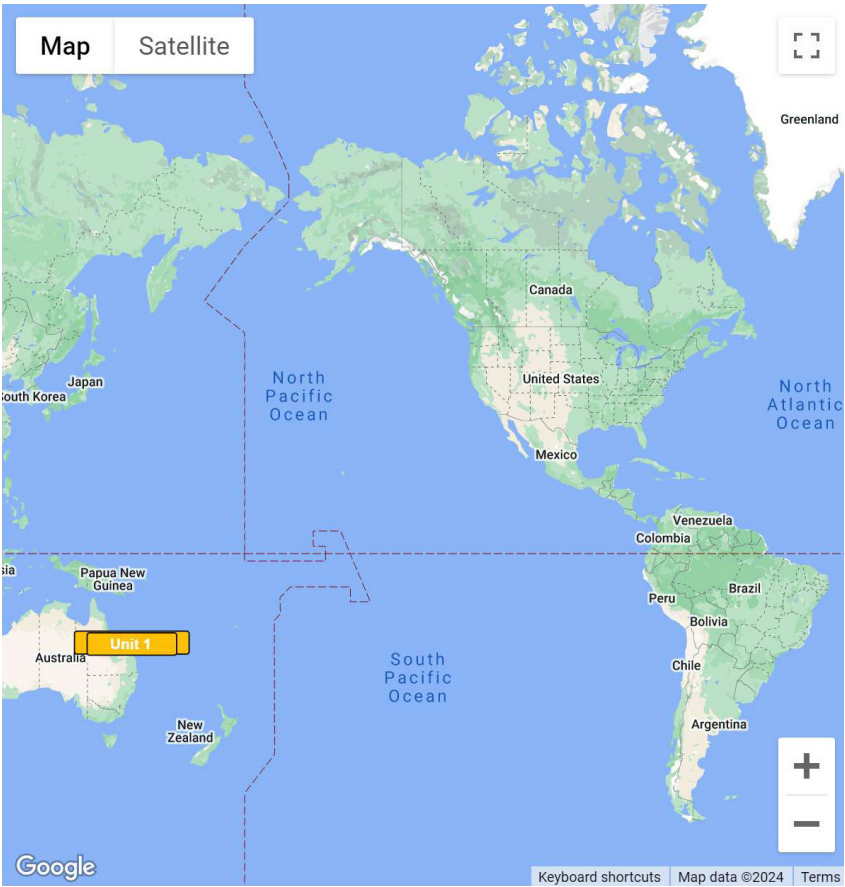 Map
Satellite
Greenland
Canada
Japan
South Korea
North
Pacific
Ocean
United States
North
Atlantic
Ocean
Mexico
Venezuela
Colombia
sia
Papua New
Guinea
Brazil
Peru
Bolivia
Unit 1
Australia
South
Pacific
Ocean
Chile
New
Zealand
Argentina
+
−
Google
Keyboard shortcuts
Map data ©2024
Terms